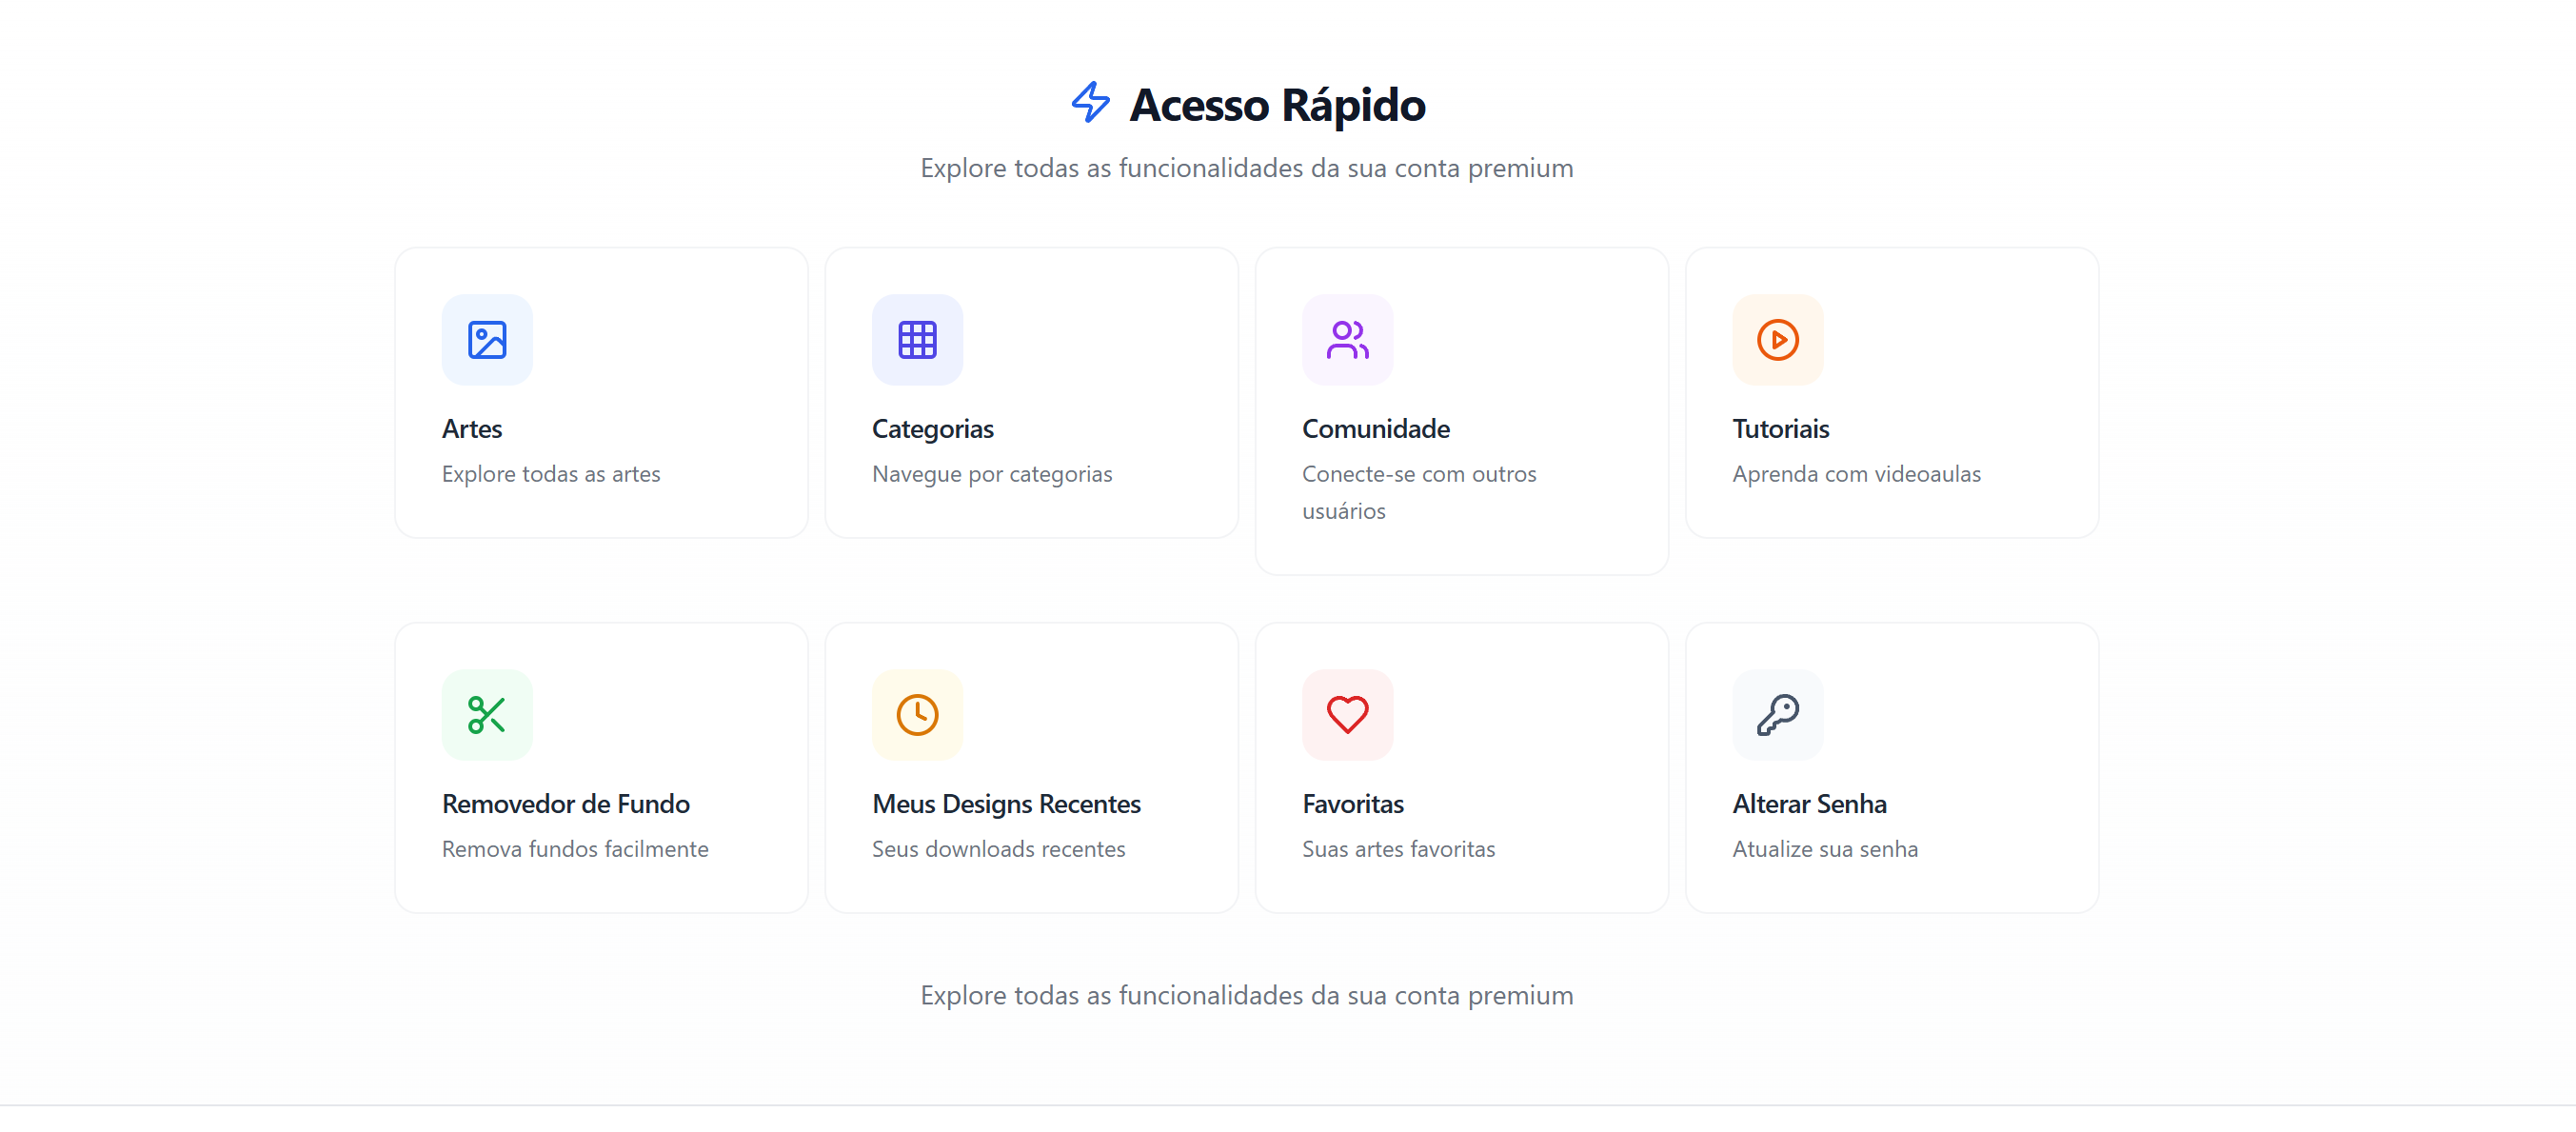 Acesso Rápido
Explore todas as funcionalidades da sua conta premium
Artes
Explore todas as artes
Categorias
Navegue por categorias
Comunidade
Conecte-se com outros
usuários
Tutoriais
Aprenda com videoaulas
Removedor de Fundo
Remova fundos facilmente
Meus Designs Recentes
Seus downloads recentes
Favoritas
Suas artes favoritas
Alterar Senha
Atualize sua senha
Explore todas as funcionalidades da sua conta premium